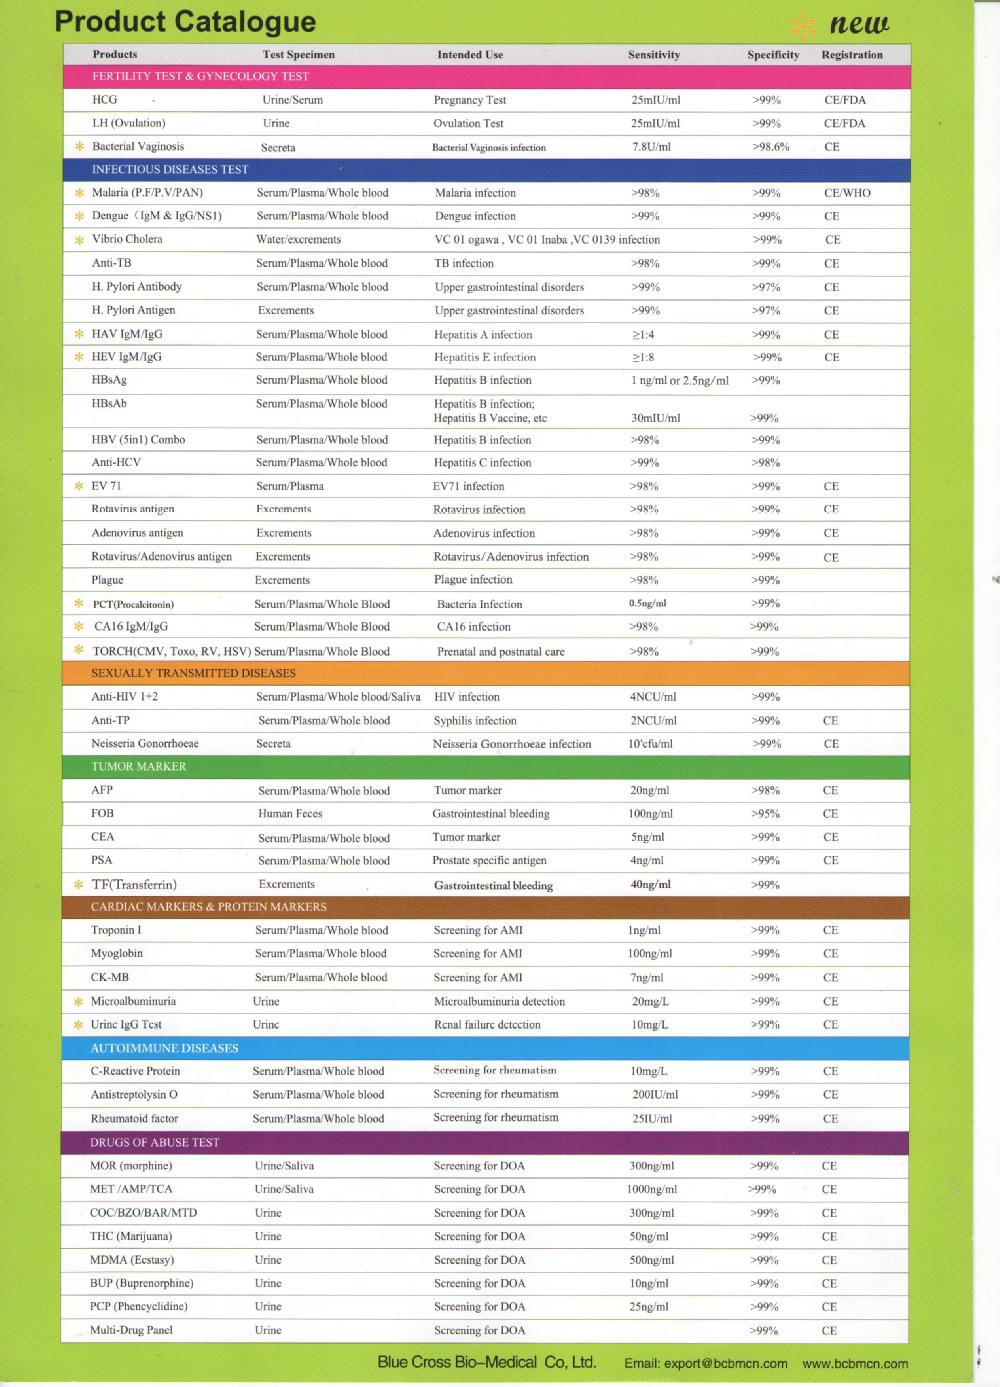 Product Catalogue
* new
Products Test Specimen Intended Use Sensitivity Specificity Registration
FERTILITY TEST & GYNECOLOGY TEST
HCG Urine/Serum Pregnancy Test 25mIU/ml >99% CE/FDA
LH (Ovulation) Urine Ovulation Test 25mIU/ml >99% CE/FDA
* Bacterial Vaginosis Secreta Bacterial Vaginosis infection 7.8U/ml >98.6% CE
INFECTIOUS DISEASES TEST
* Malaria (P.F/P.V/PAN) Serum/Plasma/Whole blood Malaria infection >98% >99% CE/WHO
* Dengue (IgM & IgG/NS1) Serum/Plasma/Whole blood Dengue infection >99% >99% CE
* Vibrio Cholera Water/excrements VC 01 ogawa , VC 01 Inaba ,VC 0139 infection >99% CE
Anti-TB Serum/Plasma/Whole blood TB infection >98% >99% CE
H. Pylori Antibody Serum/Plasma/Whole blood Upper gastrointestinal disorders >99% >97% CE
H. Pylori Antigen Excrements Upper gastrointestinal disorders >99% >97% CE
* HAV IgM/IgG Serum/Plasma/Whole blood Hepatitis A infection ≥1:4 >99% CE
* HEV IgM/IgG Serum/Plasma/Whole blood Hepatitis E infection ≥1:8 >99% CE
HBsAg Serum/Plasma/Whole blood Hepatitis B infection 1 ng/ml or 2.5ng/ml >99%
HBsAb Serum/Plasma/Whole blood Hepatitis B infection;
Hepatitis B Vaccine, etc 30mIU/ml >99%
HBV (5in1) Combo Serum/Plasma/Whole blood Hepatitis B infection >98% >99%
Anti-HCV Serum/Plasma/Whole blood Hepatitis C infection >99% >98%
* EV 71 Serum/Plasma EV71 infection >98% >99% CE
Rotavirus antigen Excrements Rotavirus infection >98% >99% CE
Adenovirus antigen Excrements Adenovirus infection >98% >99% CE
Rotavirus/Adenovirus antigen Excrements Rotavirus/Adenovirus infection >98% >99% CE
Plague Excrements Plague infection >98% >99%
* PCT(Procalcitonin) Serum/Plasma/Whole Blood Bacteria Infection 0.5ng/ml >99%
* CA16 IgM/IgG Serum/Plasma/Whole Blood CA16 infection >98% >99%
* TORCH(CMV, Toxo, RV, HSV) Serum/Plasma/Whole Blood Prenatal and postnatal care >98% >99%
SEXUALLY TRANSMITTED DISEASES
Anti-HIV 1+2 Serum/Plasma/Whole blood/Saliva HIV infection 4NCU/ml >99%
Anti-TP Serum/Plasma/Whole blood Syphilis infection 2NCU/ml >99% CE
Neisseria Gonorrhoeae Secreta Neisseria Gonorrhoeae infection >99% CE
TUMOR MARKER
AFP Serum/Plasma/Whole blood Tumor marker 20ng/ml >98% CE
FOB Human Feces Gastrointestinal bleeding 100ng/ml >95% CE
CEA Serum/Plasma/Whole blood Tumor marker 5ng/ml >99% CE
PSA Serum/Plasma/Whole blood Prostate specific antigen 4ng/ml >99% CE
* TF(Transferrin) Excrements Gastrointestinal bleeding 40ng/ml >99%
CARDIAC MARKERS & PROTEIN MARKERS
Troponin I Serum/Plasma/Whole blood Screening for AMI 1ng/ml >99% CE
Myoglobin Serum/Plasma/Whole blood Screening for AMI 100ng/ml >99% CE
CK-MB Serum/Plasma/Whole blood Screening for AMI 7ng/ml >99% CE
* Microalbuminuria Urine Microalbuminuria detection 20mg/L >99% CE
* Urine IgG Test Urine Renal failure detection 10mg/L >99% CE
AUTOIMMUNE DISEASES
C-Reactive Protein Serum/Plasma/Whole blood Screening for rheumatism 10mg/L >99% CE
Antistreptolysin O Serum/Plasma/Whole blood Screening for rheumatism 200IU/ml >99% CE
Rheumatoid factor Serum/Plasma/Whole blood Screening for rheumatism 25IU/ml >99% CE
DRUGS OF ABUSE TEST
MOR (morphine) Urine/Saliva Screening for DOA 300ng/ml >99% CE
MET /AMP/TCA Urine/Saliva Screening for DOA 1000ng/ml >99% CE
COC/BZO/BAR/MTD Urine Screening for DOA 300ng/ml >99% CE
THC (Marijuana) Urine Screening for DOA 50ng/ml >99% CE
MDMA (Ecstasy) Urine Screening for DOA 500ng/ml >99% CE
BUP (Buprenorphine) Urine Screening for DOA 10ng/ml >99% CE
PCP (Phencyclidine) Urine Screening for DOA 25ng/ml >99% CE
Multi-Drug Panel Urine Screening for DOA >99% CE
Blue Cross Bio-Medical Co, Ltd. Email: export@bcbmcn.com www.bcbmcn.com